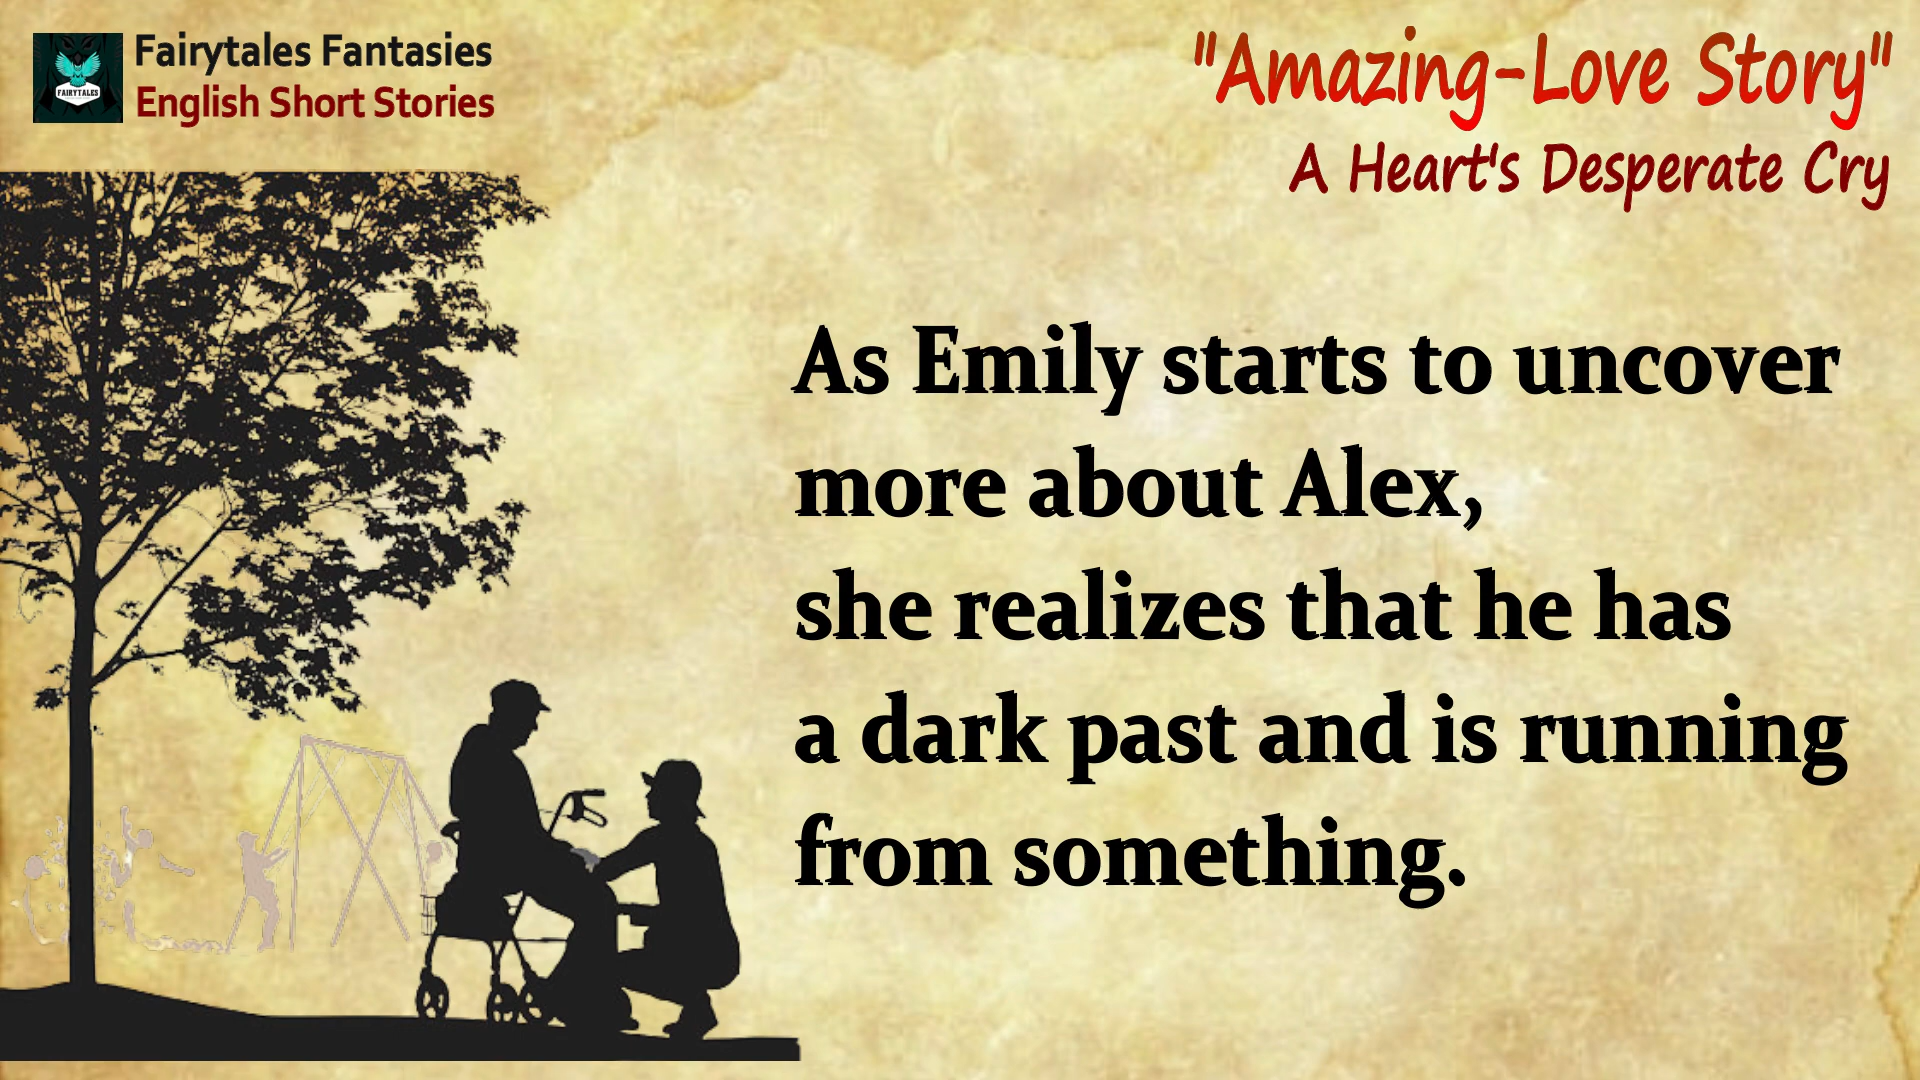 Fairytales Fantasies
English Short Stories
FAIRYTALES
"Amazing-Love Story"
A Heart's Desperate Cry
As Emily starts to uncover
more about Alex,
she realizes that he has
a dark past and is running
from something.